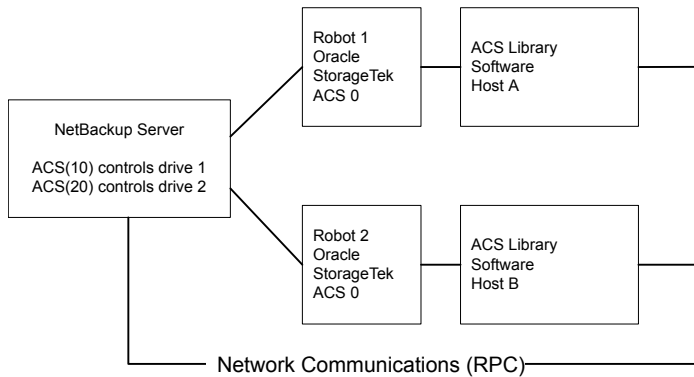 NetBackup Server
ACS(10) controls drive 1
ACS(20) controls drive 2
Robot 1
Oracle
StorageTek
ACS 0
ACS Library
Software
Host A
Robot 2
Oracle
StorageTek
ACS 0
ACS Library
Software
Host B
Network Communications (RPC)